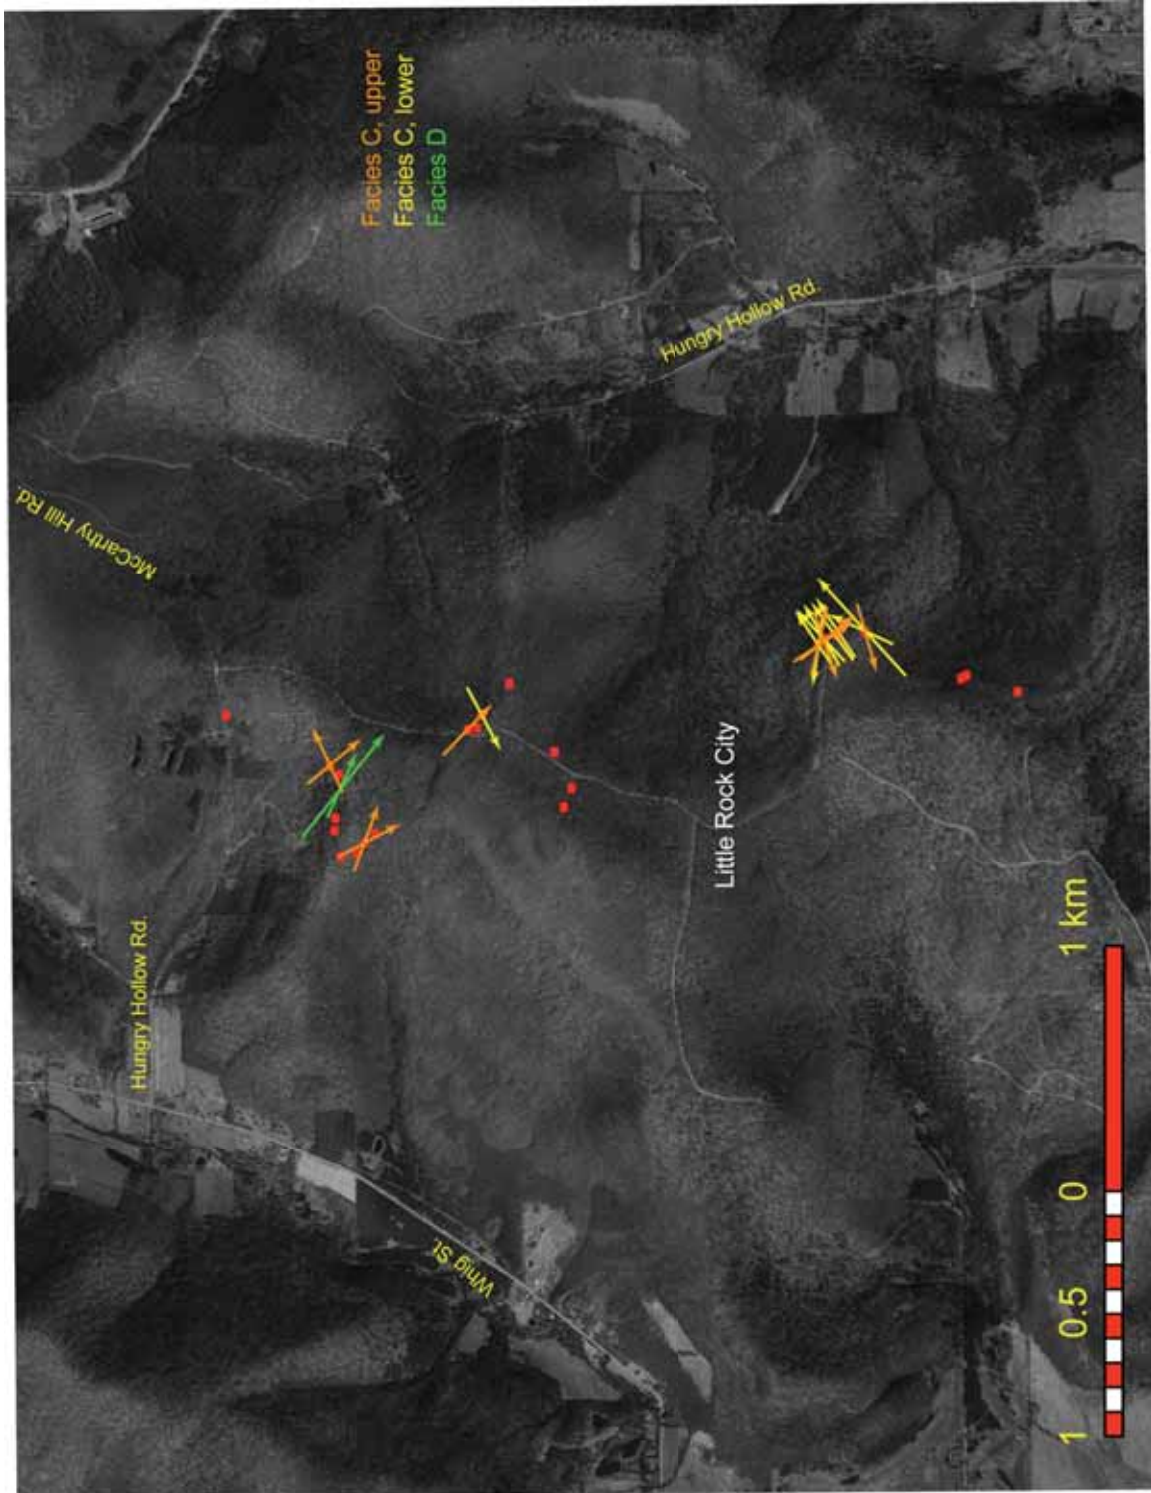 McCarthy Hill Rd.
Facies C, upper
Facies C, lower
Facies D
Hungry Hollow Rd.
Hungry Hollow Rd.
Whig St.
Little Rock City
1 0.5 0 1 km